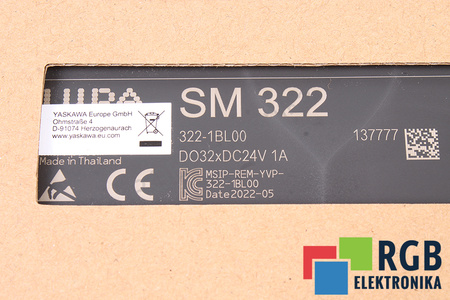 SM 322
YASKAWA Europe GmbH
Ohmstraße 4
D-91074 Herzogenaurach
www.yaskawa.eu.com
322-1BL00
137777
DO32xDC24V 1A
Made in Thailand
MSIP-REM-YVP-
322-1BL00
Date2022-05
RGB
ELEKTRONIKA